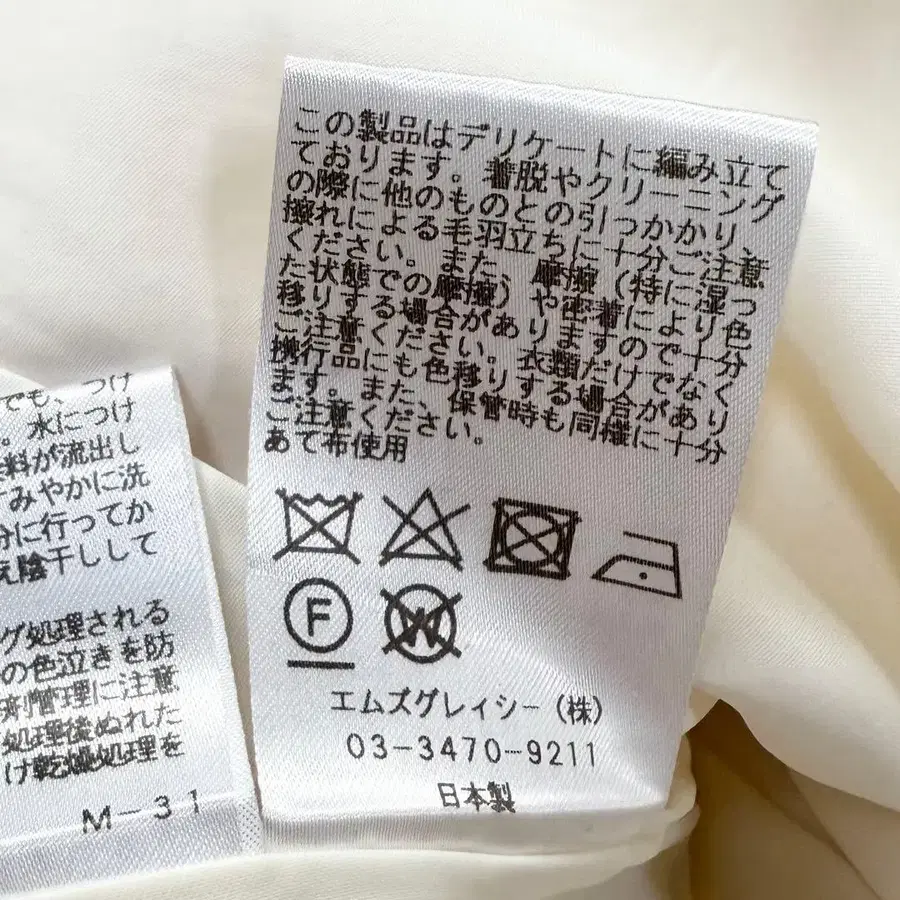 でも、つけ
。水につけ
料が流出し
すみやかに洗
分に行ってか
え陰干しして
グ処理される
の色泣きを防
剤管理に注意
処理後ぬれた
け乾燥処理を
M-31
この製品はデリケートに編み立て
ております。着脱やクリーニング
の際に他のものとの引っかかり、
擦れによる毛羽立ちに十分ご注意
ください。また、摩擦（特に湿っ
た状態での摩擦）や密着により色
移りする場合がありますので十分
ご注意ください。衣類だけでなく
携行品にも色移りする場合があり
ます。また、保管時も同様に十分
ご注意ください。
あて布使用
F W
エムズグレイシー(株)
03-3470-9211
日本製